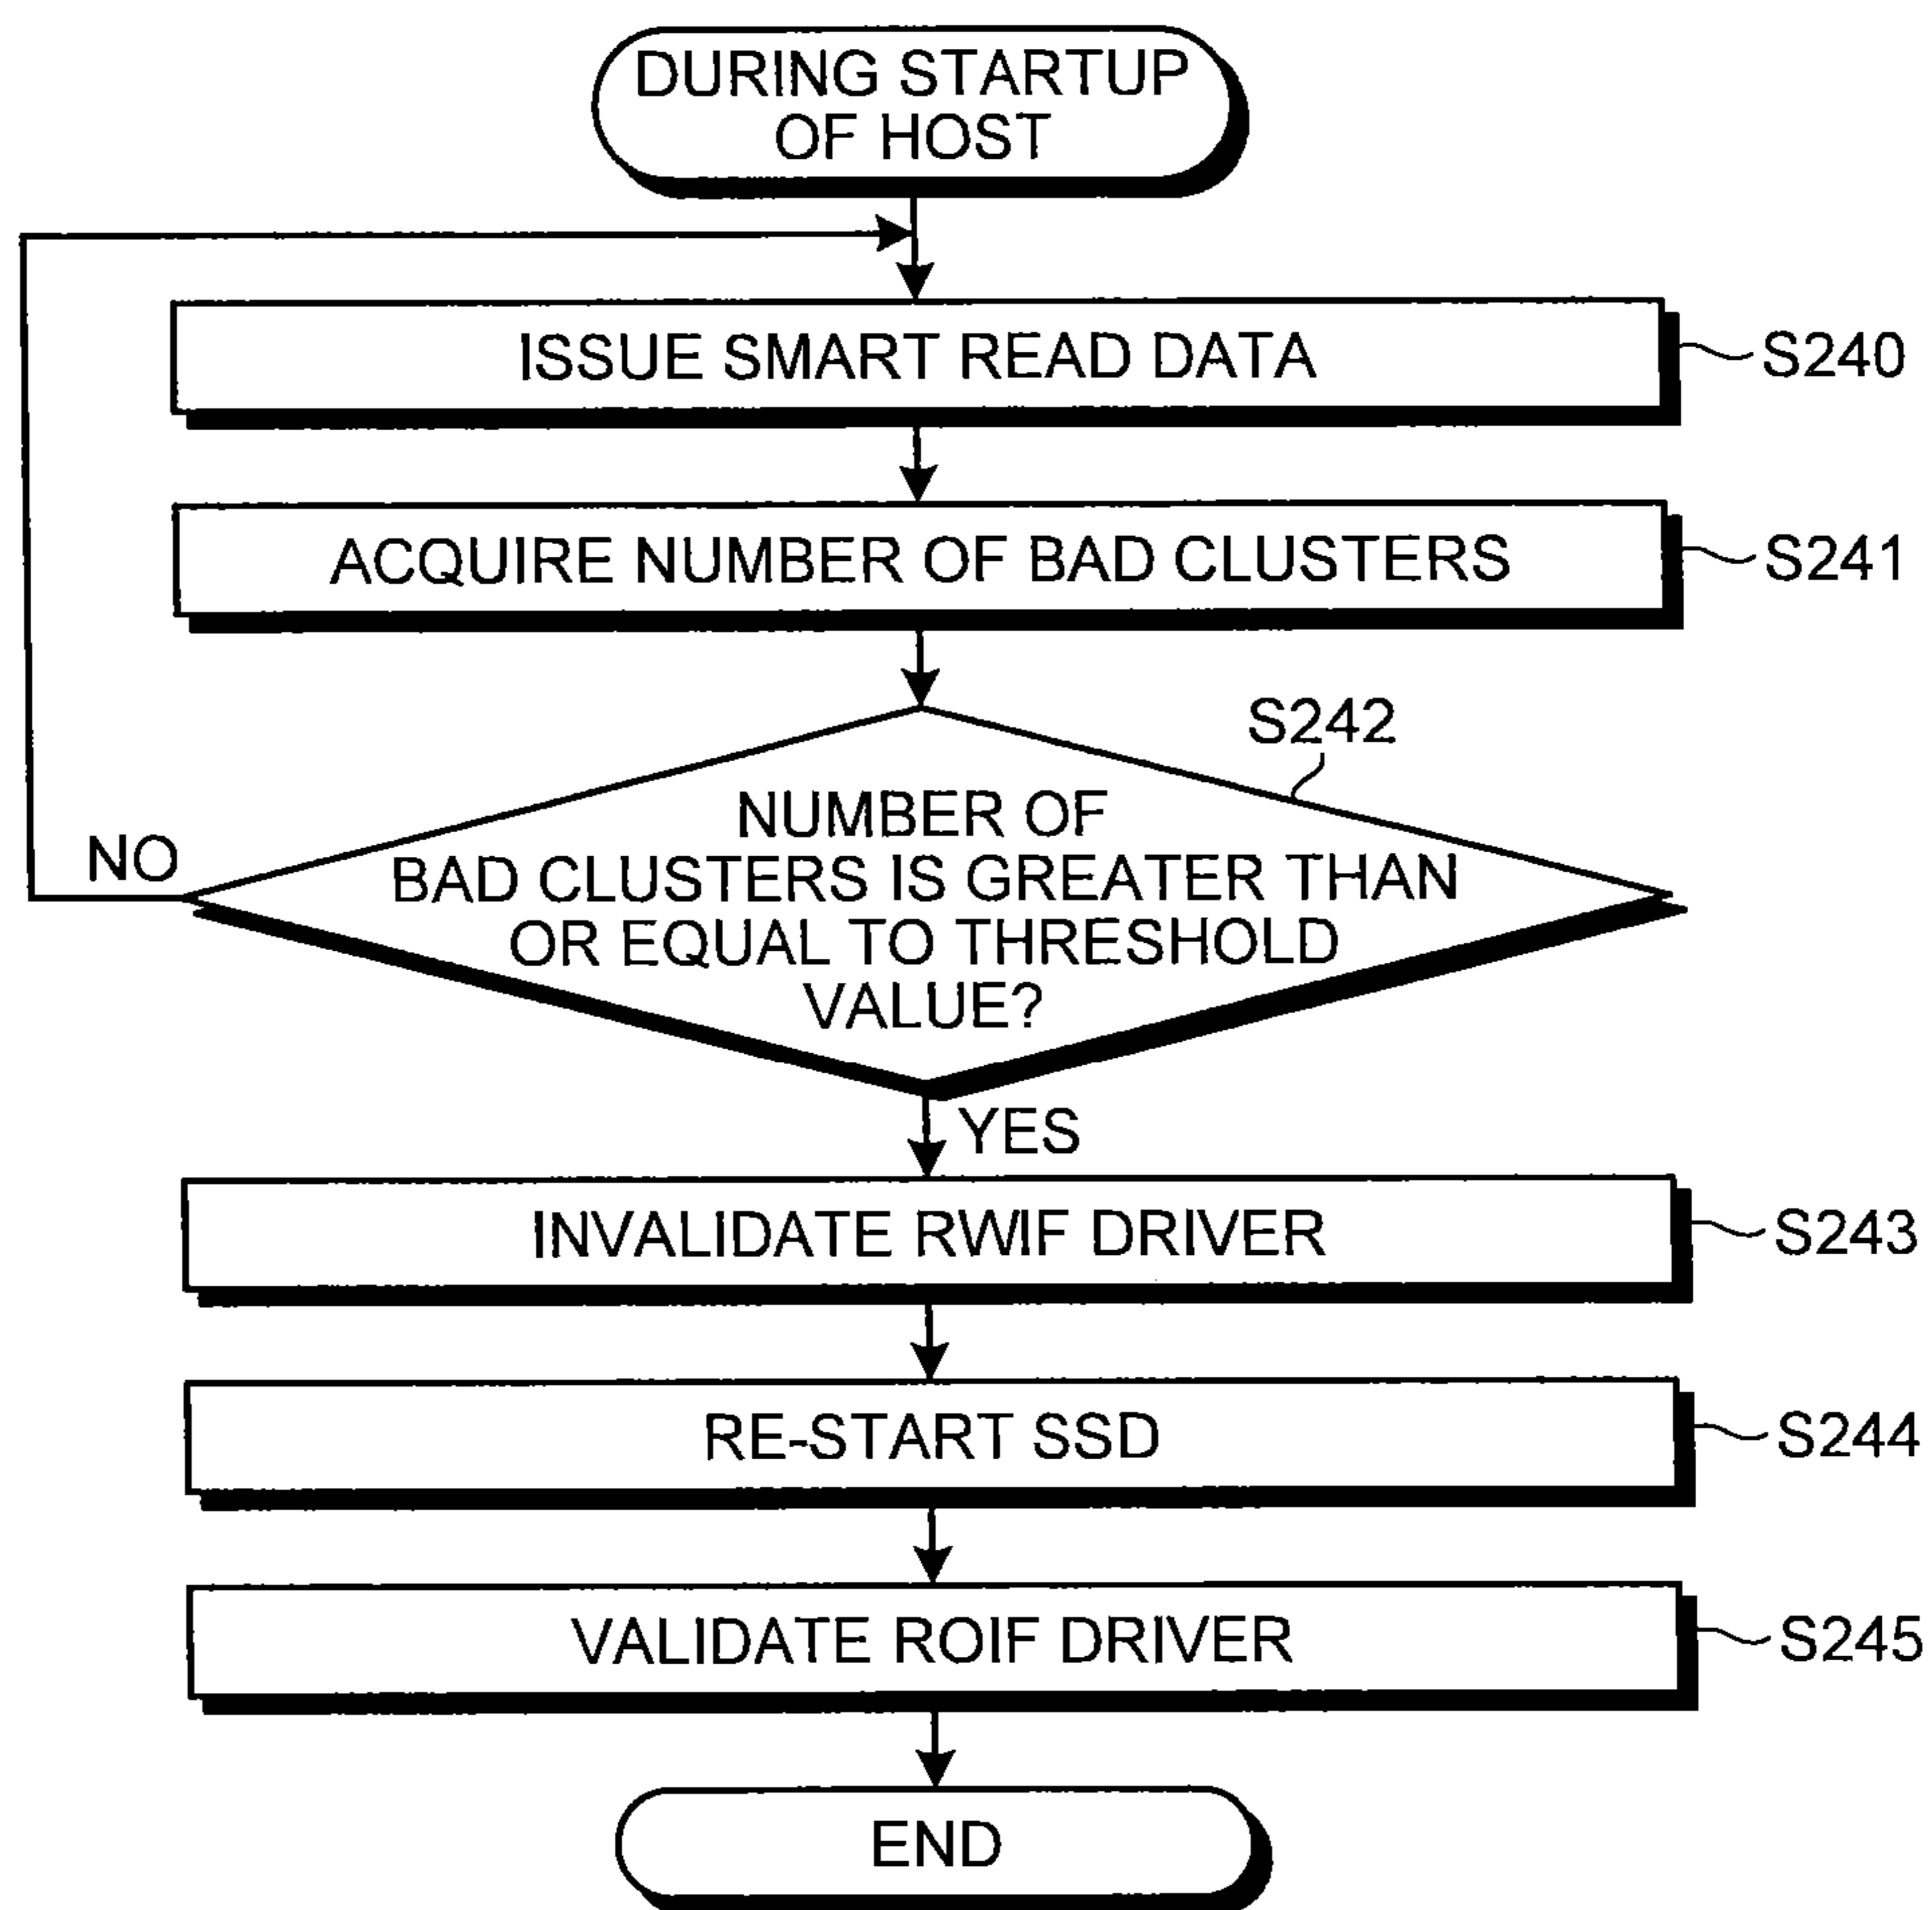 DURING STARTUP
OF HOST
ISSUE SMART READ DATA
S240
ACQUIRE NUMBER OF BAD CLUSTERS
S241
S242
NUMBER OF
BAD CLUSTERS IS GREATER THAN
OR EQUAL TO THRESHOLD
VALUE?
NO
YES
INVALIDATE RWIF DRIVER
S243
RE-START SSD
S244
VALIDATE ROIF DRIVER
S245
END